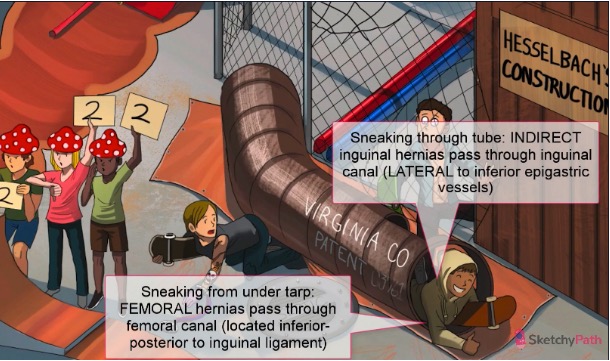 HESSELBACH'S
CONSTRUCTION
2
2
2
Sneaking through tube: INDIRECT
inguinal hernias pass through inguinal
canal (LATERAL to inferior epigastric
vessels)
VIRGINIA CO
PATENT
Sneaking from under tarp:
FEMORAL hernias pass through
femoral canal (located inferior-
posterior to inguinal ligament)
SketchyPath